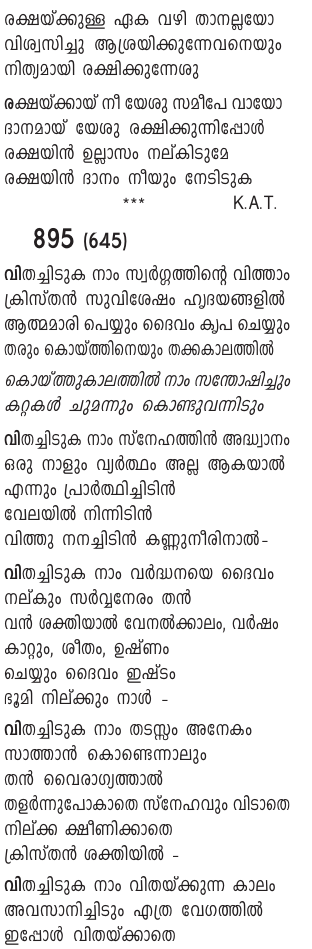 രക്ഷയ്ക്കുള്ള ഏക വഴി താനല്ലയോ
വിശ്വസിച്ചു ആശ്രയിക്കുന്നേവനെയും
നിത്യമായി രക്ഷിക്കുന്നേശു
രക്ഷയ്ക്കായ് നീ യേശു സമീപേ വായോ
ദാനമായ് യേശു രക്ഷിക്കുന്നിപ്പോൾ
രക്ഷയിൻ ഉല്ലാസം നല്കിടുമേ
രക്ഷയിൻ ദാനം നീയും നേടിടുക
*** K.A.T.
895 (645)
വിതച്ചിടുക നാം സ്വർഗ്ഗത്തിന്റെ വിത്താം
ക്രിസ്തൻ സുവിശേഷം ഹൃദയങ്ങളിൽ
ആത്മമാരി പെയ്യും ദൈവം കൃപ ചെയ്യും
തരും കൊയ്ത്തിനെയും തക്കകാലത്തിൽ
കൊയ്ത്തുകാലത്തിൽ നാം സന്തോഷിച്ചും
കറ്റകൾ ചുമന്നും കൊണ്ടുവന്നിടും
വിതച്ചിടുക നാം സ്നേഹത്തിൻ അദ്ധ്വാനം
ഒരു നാളും വ്യർത്ഥം അല്ല ആകയാൽ
എന്നും പ്രാർത്ഥിച്ചിടിൻ
വേലയിൽ നിന്നിടിൻ
വിത്തു നനച്ചിടിൻ കണ്ണുനീരിനാൽ-
വിതച്ചിടുക നാം വർദ്ധനയെ ദൈവം
നല്കും സർവ്വനേരം തൻ
വൻ ശക്തിയാൽ വേനൽക്കാലം, വർഷം
കാറ്റും, ശീതം, ഉഷ്ണം
ചെയ്യും ദൈവം ഇഷ്ടം
ഭൂമി നില്ക്കും നാൾ -
വിതച്ചിടുക നാം തടസ്സം അനേകം
സാത്താൻ കൊണ്ടെന്നാലും
തൻ വൈരാഗ്യത്താൽ
തളർന്നുപോകാതെ സ്നേഹവും വിടാതെ
നില്ക്ക ക്ഷീണിക്കാതെ
ക്രിസ്തൻ ശക്തിയിൽ -
വിതച്ചിടുക നാം വിതയ്ക്കുന്ന കാലം
അവസാനിച്ചിടും എത്ര വേഗത്തിൽ
ഇപ്പോൾ വിതയ്ക്കാതെ